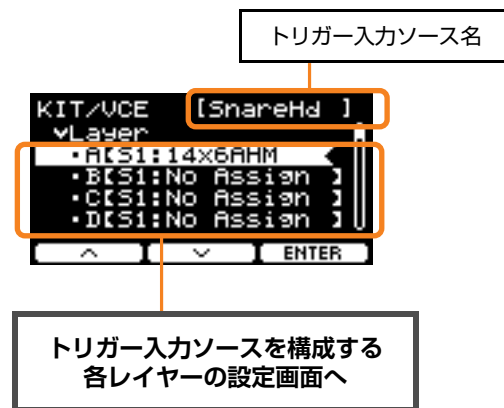 トリガー入力ソース名
KIT/VCE [SnareHd ]
Layer
・A[S1:14x6AHM
・B[S1:No Assign ]
・C[S1:No Assign ]
・D[S1:No Assign ]
ENTER
トリガー入力ソースを構成する
各レイヤーの設定画面へ